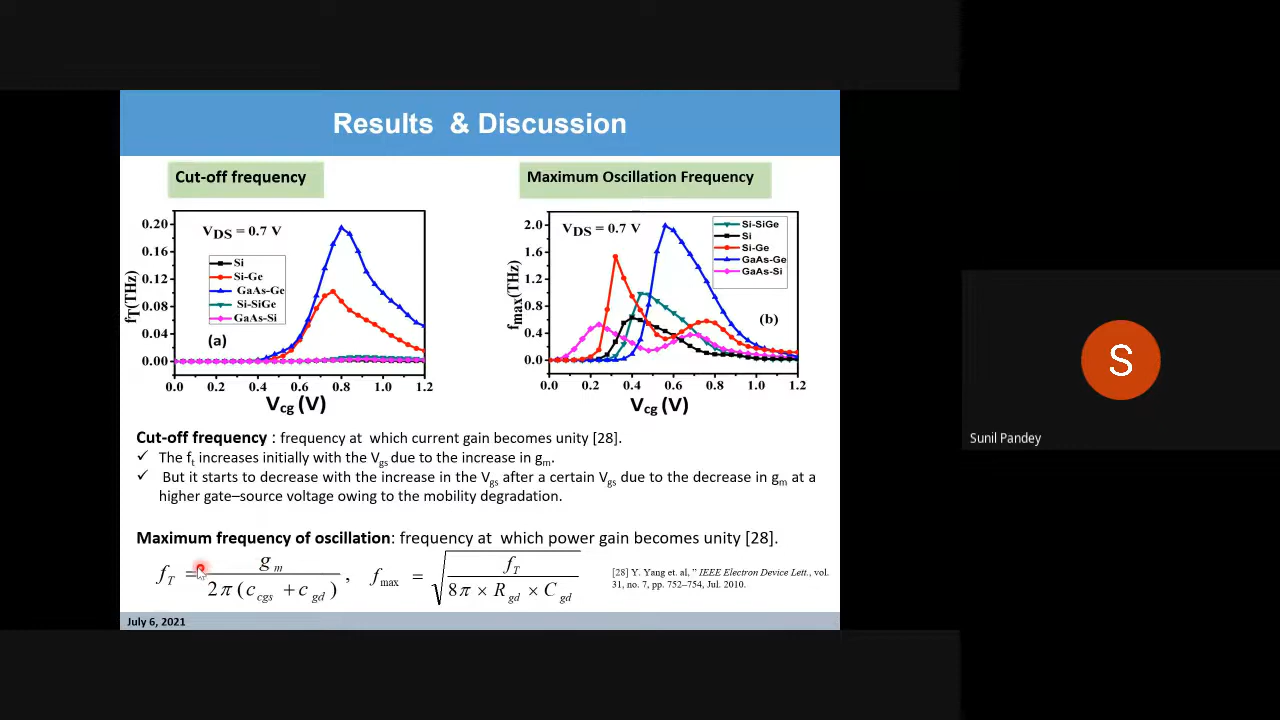 Results & Discussion
Cut-off frequency
Maximum Oscillation Frequency
0.20
0.16
0.12
0.08
0.04
0.00
fT(THz)
VDS = 0.7 V
Si
Si-Ge
GaAs-Ge
Si-SiGe
GaAs-Si
(a)
0.0 0.2 0.4 0.6 0.8 1.0 1.2
Vcg (V)
2.0
1.6
1.2
0.8
0.4
0.0
fmax(THz)
VDS = 0.7 V
Si-SiGe
Si
Si-Ge
GaAs-Ge
GaAs-Si
(b)
0.0 0.2 0.4 0.6 0.8 1.0 1.2
Vcg (V)
Cut-off frequency : frequency at which current gain becomes unity [28].
✓ The ft increases initially with the Vgs due to the increase in gm.
✓ But it starts to decrease with the increase in the Vgs after a certain Vgs due to the decrease in gm at a
higher gate–source voltage owing to the mobility degradation.
Maximum frequency of oscillation: frequency at which power gain becomes unity [28].
fT = gm / 2π(ccgs + cgd), fmax = √(fT / 8π × Rgd × Cgd)
[28] Y. Yang et. al, " IEEE Electron Device Lett., vol.
31, no. 7, pp. 752–754, Jul. 2010.
July 6, 2021
S
Sunil Pandey